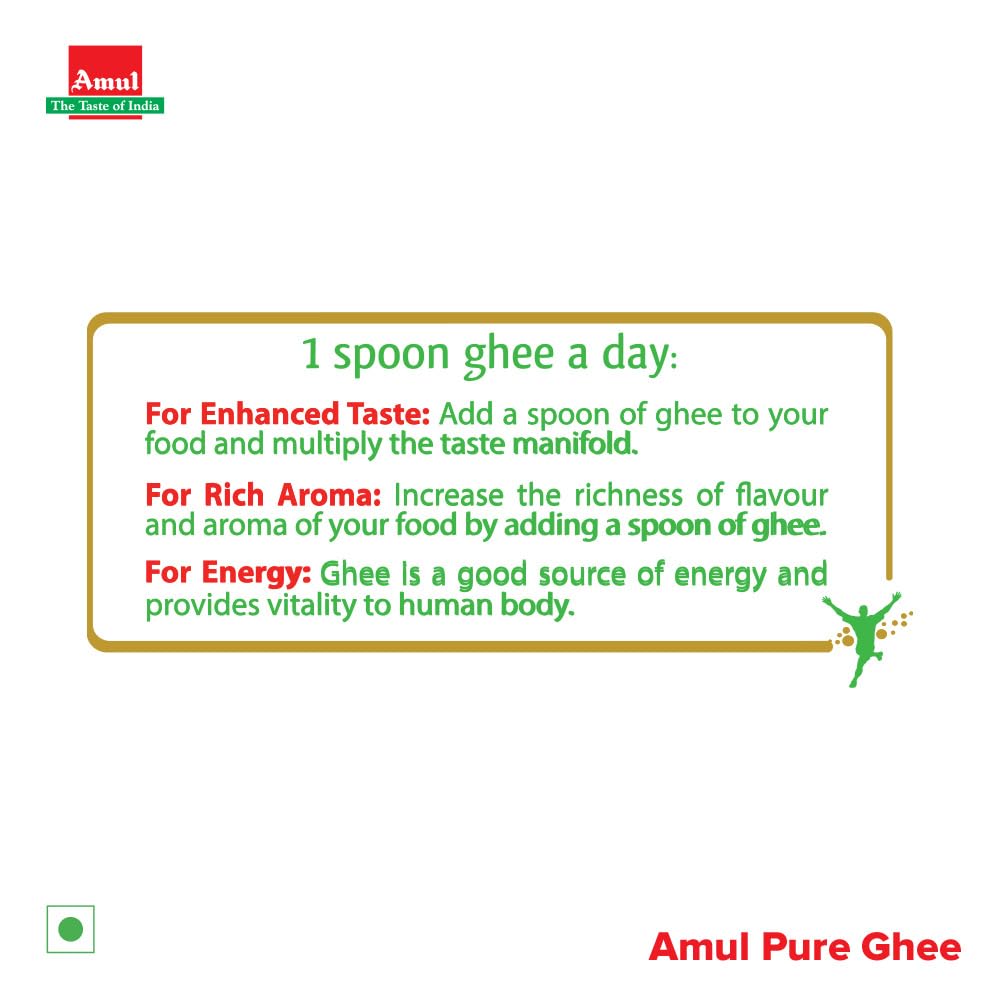 Amul
The Taste of India
1 spoon ghee a day:
For Enhanced Taste: Add a spoon of ghee to your
food and multiply the taste manifold.
For Rich Aroma: Increase the richness of flavour
and aroma of your food by adding a spoon of ghee.
For Energy: Ghee is a good source of energy and
provides vitality to human body.
Amul Pure Ghee